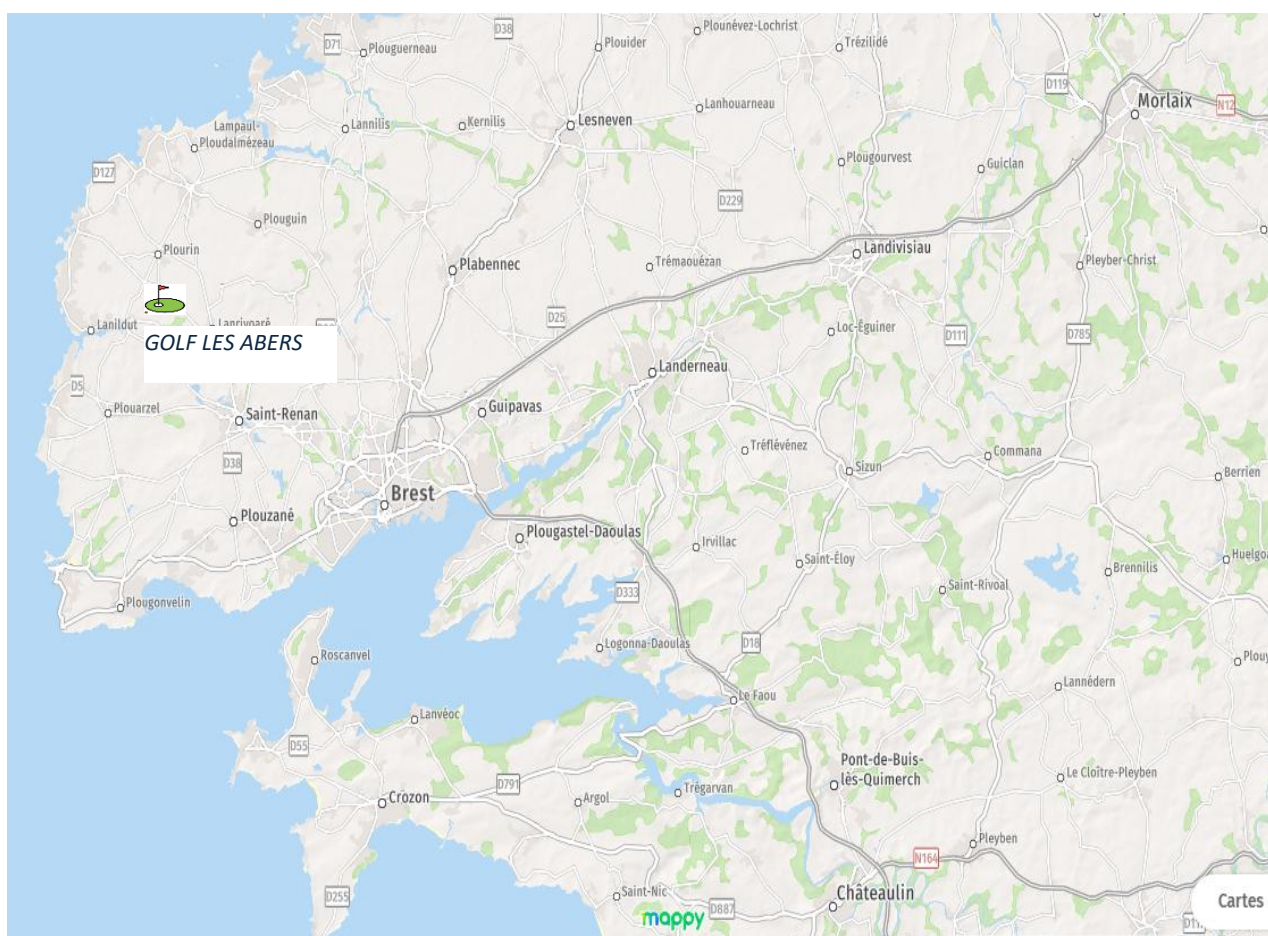 Plounévez-Lochrist
D38
D71
Plouguerneau
Plouider
Trézilidé
D119
Lanhouarneau
Morlaix
N12
Lampaul-
Ploudalmézeau
Lannilis
Kernilis
Lesneven
Plougourvest
Guiclan
D127
D229
Plouguin
Plourin
Landivisiau
Plabennec
Trémaouézan
Pleyber-Christ
Lanildut
Lanrivoaré
D25
Loc-Éguiner
D111
D785
GOLF LES ABERS
Landerneau
D5
Plouarzel
Saint-Renan
Guipavas
Tréflévénez
Commana
D38
Sizun
Berrien
Brest
Plouzané
Plougastel-Daoulas
Irvillac
Saint-Éloy
Huelgoa
Brennilis
Saint-Rivoal
D333
Plougonvelin
Logonna-Daoulas
D18
Roscanvel
Plouy
Lannédern
Le Faou
Lanvéoc
D55
Pont-de-Buis-
lès-Quimerch
Le Cloître-Pleyben
D791
Crozon
Argol
Trégarvan
Pleyben
N164
D255
Saint-Nic
Châteaulin
mappy
D887
Cartes